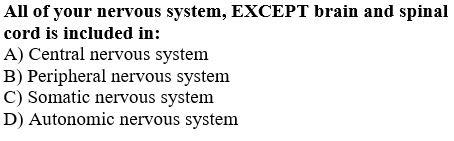 All of your nervous system, EXCEPT brain and spinal
cord is included in:
A) Central nervous system
B) Peripheral nervous system
C) Somatic nervous system
D) Autonomic nervous system